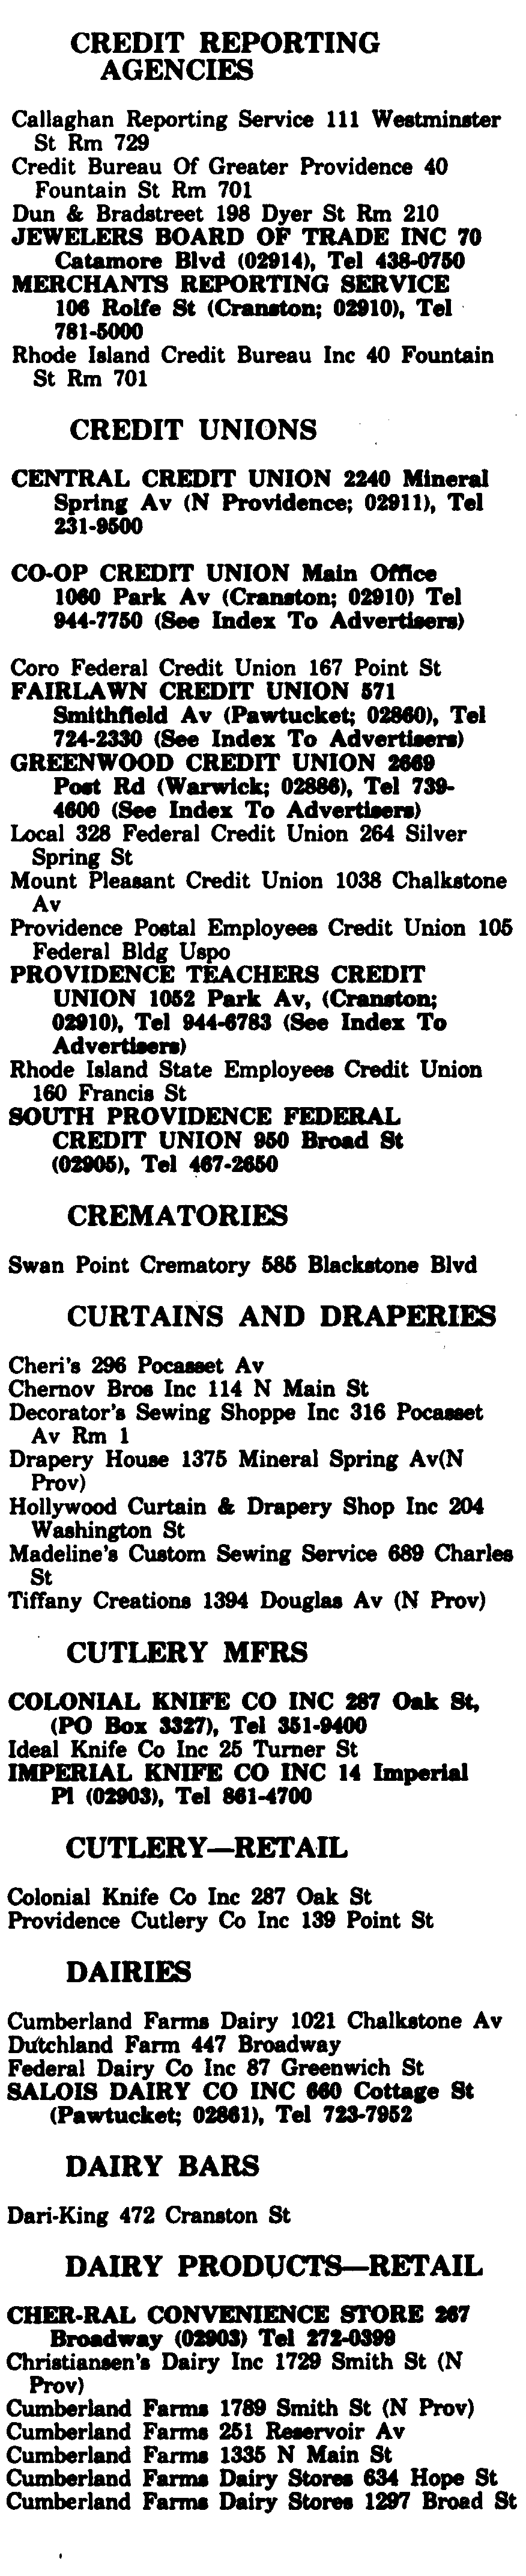 CREDIT REPORTING
AGENCIES
Callaghan Reporting Service 111 Westminster
St Rm 729
Credit Bureau Of Greater Providence 40
Fountain St Rm 701
Dun & Bradstreet 198 Dyer St Rm 210
JEWELERS BOARD OF TRADE INC 70
Catamore Blvd (02914), Tel 438-0750
MERCHANTS REPORTING SERVICE
106 Rolfe St (Cranston; 02910), Tel
781-5000
Rhode Island Credit Bureau Inc 40 Fountain
St Rm 701
CREDIT UNIONS
CENTRAL CREDIT UNION 2240 Mineral
Spring Av (N Providence; 02911), Tel
231-9500
CO-OP CREDIT UNION Main Office
1060 Park Av (Cranston; 02910) Tel
944-7750 (See Index To Advertisers)
Coro Federal Credit Union 167 Point St
FAIRLAWN CREDIT UNION 571
Smithfield Av (Pawtucket; 02860), Tel
724-2330 (See Index To Advertisers)
GREENWOOD CREDIT UNION 2669
Post Rd (Warwick; 02886), Tel 739-
4600 (See Index To Advertisers)
Local 328 Federal Credit Union 264 Silver
Spring St
Mount Pleasant Credit Union 1038 Chalkstone
Av
Providence Postal Employees Credit Union 105
Federal Bldg Uspo
PROVIDENCE TEACHERS CREDIT
UNION 1052 Park Av, (Cranston;
02910), Tel 944-6783 (See Index To
Advertisers)
Rhode Island State Employees Credit Union
160 Francis St
SOUTH PROVIDENCE FEDERAL
CREDIT UNION 950 Broad St
(02905), Tel 467-2650
CREMATORIES
Swan Point Crematory 585 Blackstone Blvd
CURTAINS AND DRAPERIES
Cheri's 296 Pocasset Av
Chernov Bros Inc 114 N Main St
Decorator's Sewing Shoppe Inc 316 Pocasset
Av Rm 1
Drapery House 1375 Mineral Spring Av(N
Prov)
Hollywood Curtain & Drapery Shop Inc 204
Washington St
Madeline's Custom Sewing Service 689 Charles
St
Tiffany Creations 1394 Douglas Av (N Prov)
CUTLERY MFRS
COLONIAL KNIFE CO INC 287 Oak St,
(PO Box 3327), Tel 351-9400
Ideal Knife Co Inc 25 Turner St
IMPERIAL KNIFE CO INC 14 Imperial
Pl (02903), Tel 861-4700
CUTLERY—RETAIL
Colonial Knife Co Inc 287 Oak St
Providence Cutlery Co Inc 139 Point St
DAIRIES
Cumberland Farms Dairy 1021 Chalkstone Av
Dutchland Farm 447 Broadway
Federal Dairy Co Inc 87 Greenwich St
SALOIS DAIRY CO INC 660 Cottage St
(Pawtucket; 02861), Tel 723-7952
DAIRY BARS
Dari-King 472 Cranston St
DAIRY PRODUCTS—RETAIL
CHER-RAL CONVENIENCE STORE 267
Broadway (02903) Tel 272-0399
Christiansen's Dairy Inc 1729 Smith St (N
Prov)
Cumberland Farms 1789 Smith St (N Prov)
Cumberland Farms 251 Reservoir Av
Cumberland Farms 1335 N Main St
Cumberland Farms Dairy Stores 634 Hope St
Cumberland Farms Dairy Stores 1297 Broad St